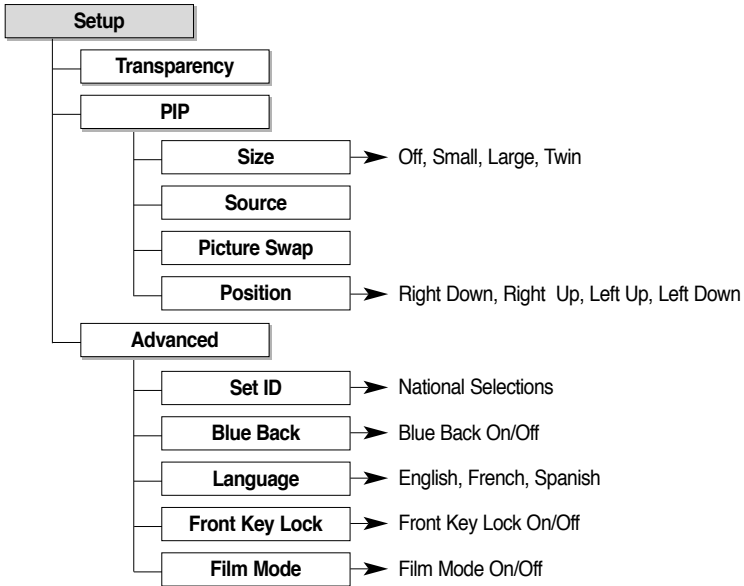 Setup
Transparency
PIP
Size Off, Small, Large, Twin
Source
Picture Swap
Position Right Down, Right Up, Left Up, Left Down
Advanced
Set ID National Selections
Blue Back Blue Back On/Off
Language English, French, Spanish
Front Key Lock Front Key Lock On/Off
Film Mode Film Mode On/Off